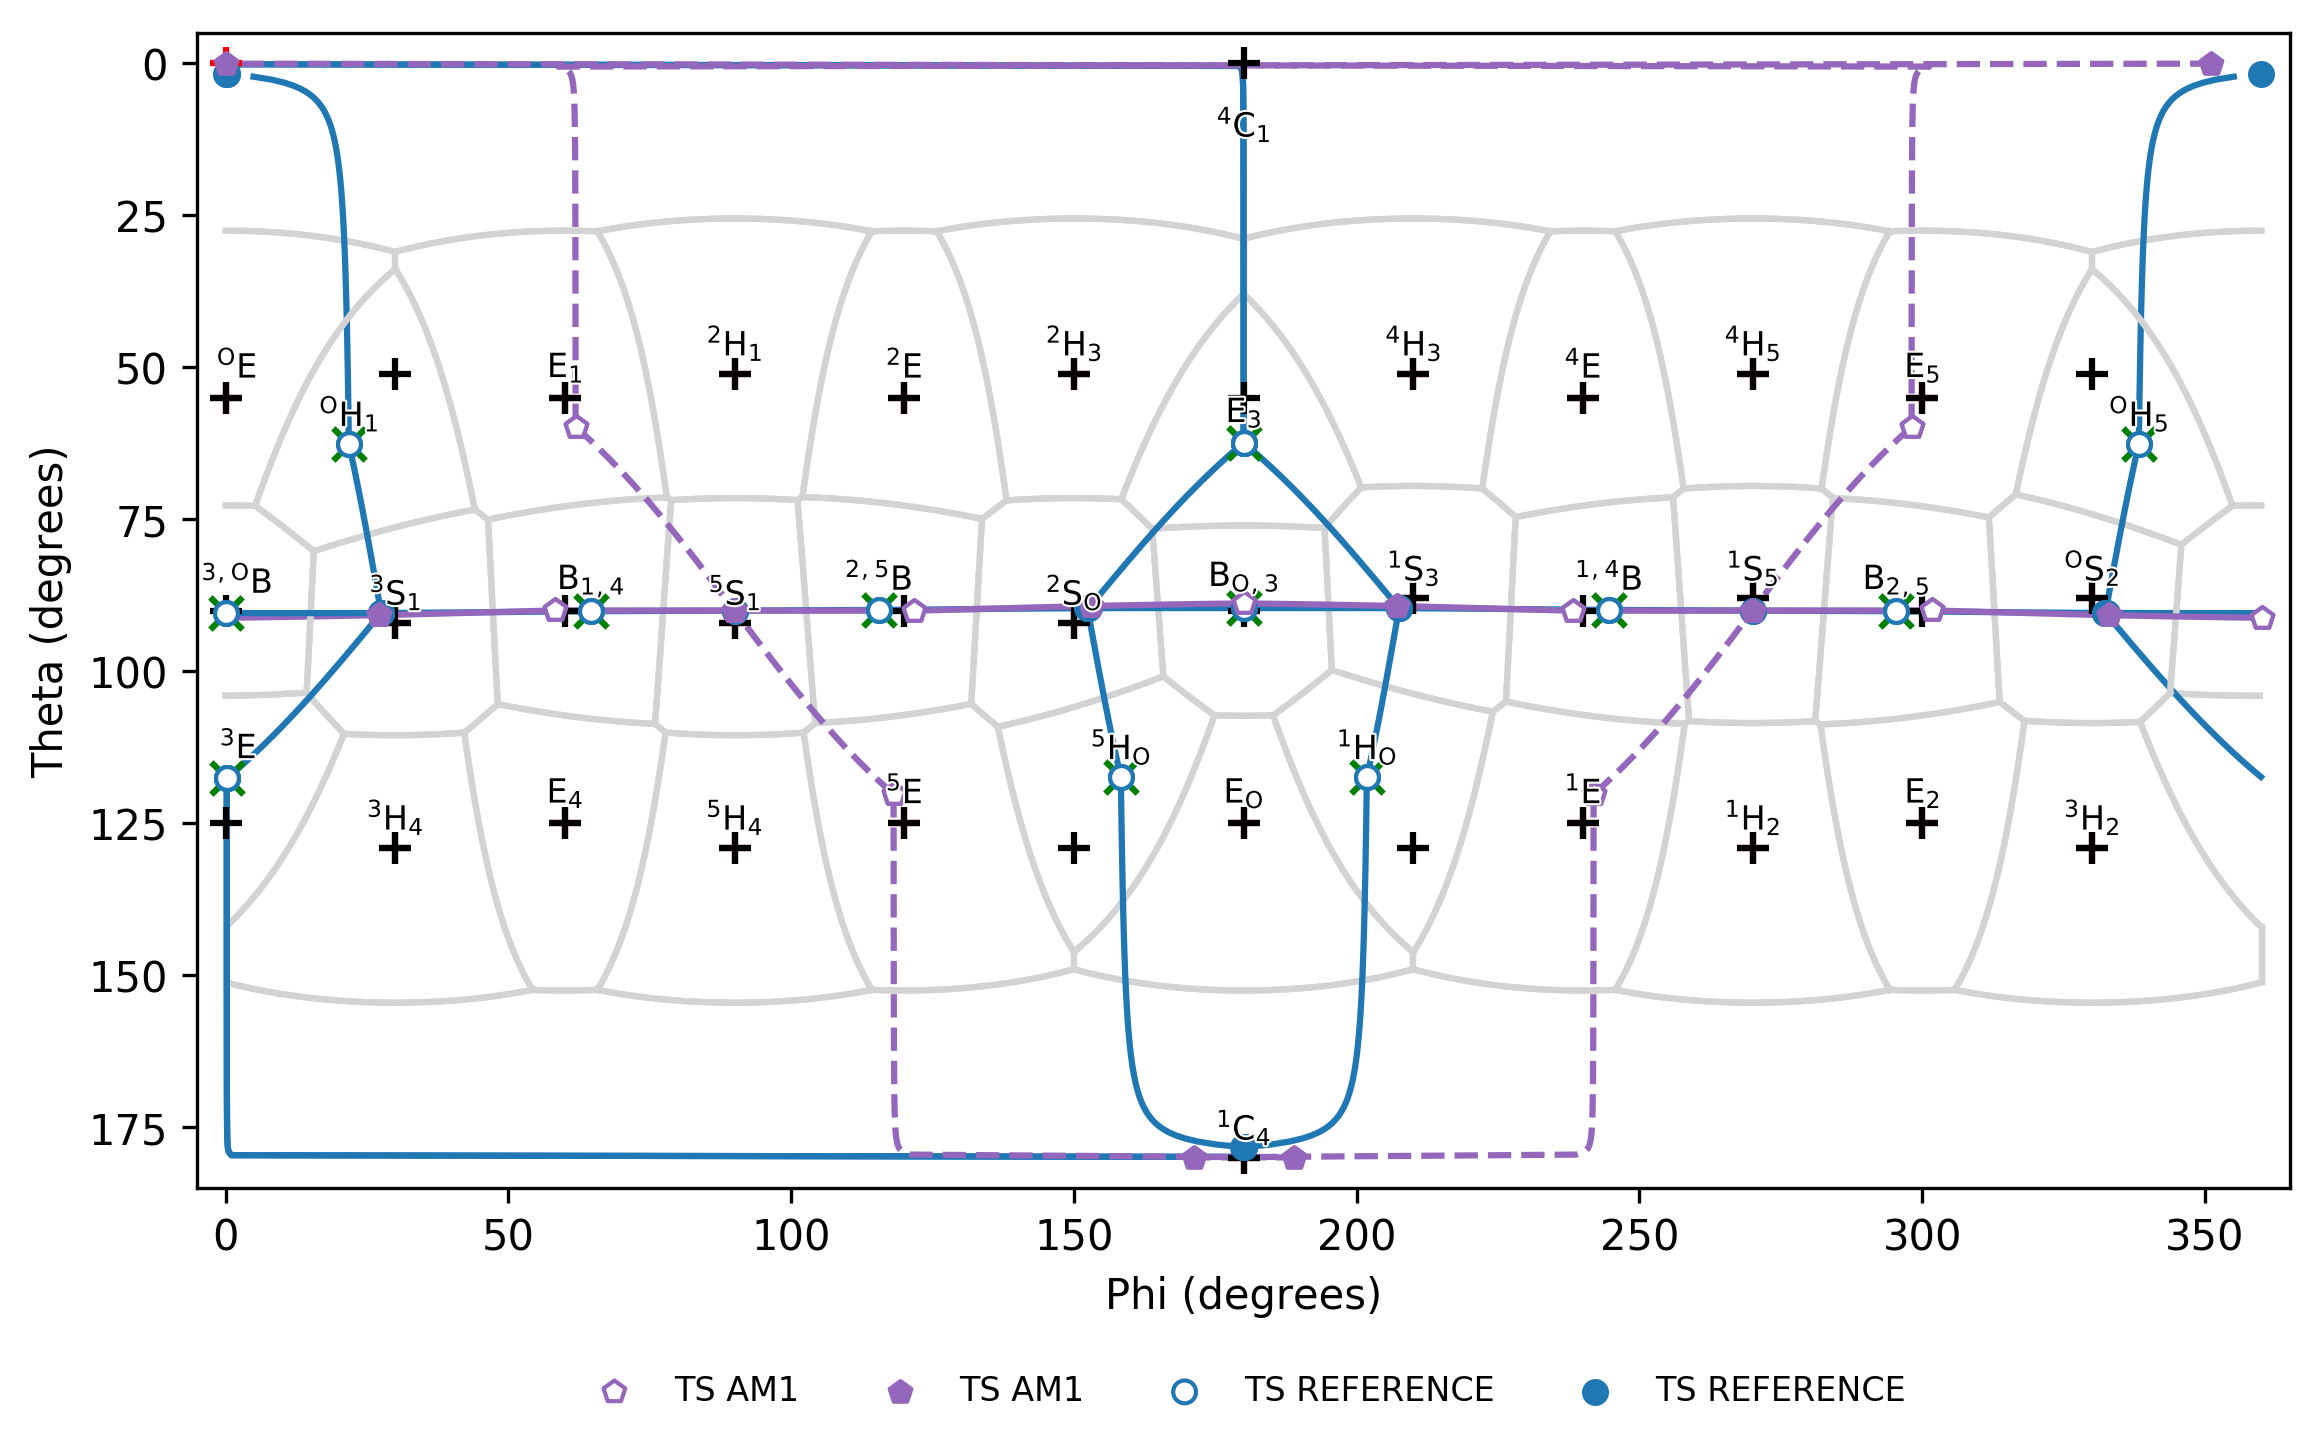 0
⁴C₁
25
²H₁ ²H₃ ⁴H₃ ⁴H₅
50 ᴼE E₁ ²E ⁴E E₅
ᴼH₁ E₃ ᴼH₅
75
³,ᴼB ³S₁ B₁,₄ ⁵S₁ ²,⁵B ²Sₒ Bₒ,₃ ¹S₃ ¹,⁴B ¹S₅ B₂,₅ ᴼS₂
100
³E ⁵Hₒ ¹Hₒ
E₄ ⁵E Eₒ ¹E E₂
125 ³H₄ ⁵H₄ ¹H₂ ³H₂
150
175 ¹C₄
Theta (degrees)
0 50 100 150 200 250 300 350
Phi (degrees)
TS AM1 TS AM1 TS REFERENCE TS REFERENCE